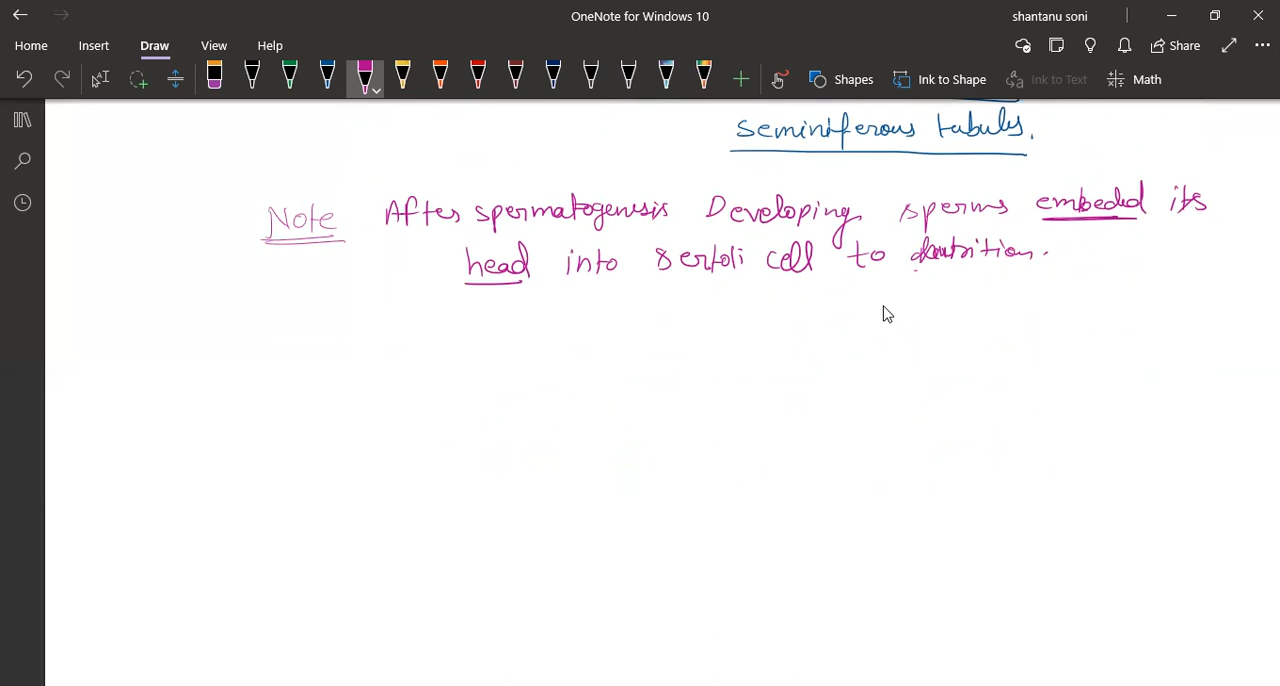 OneNote for Windows 10
shantanu soni
Home Insert Draw View Help
Share
Shapes Ink to Shape Ink to Text Math
seminiferous tubuls.
Note After spermatogenesis Developing sperms embeded its
head into sertoli cell to